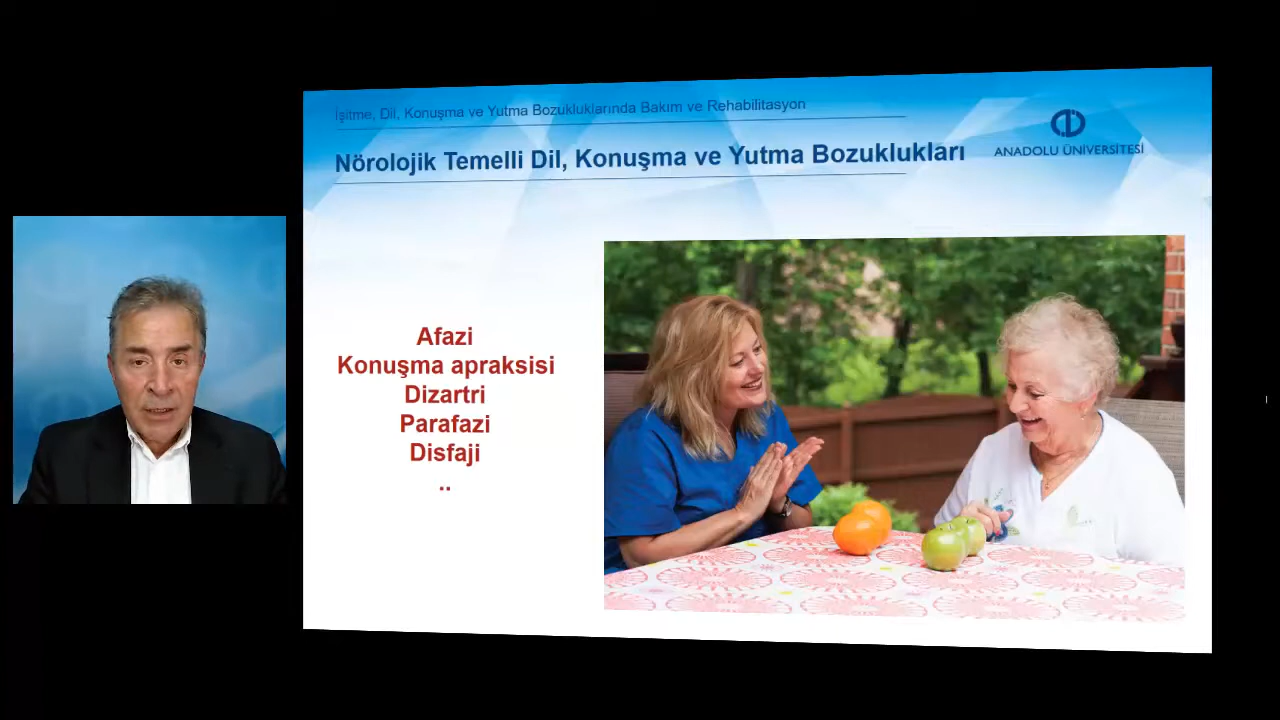 İşitme, Dil, Konuşma ve Yutma Bozukluklarında Bakım ve Rehabilitasyon
Nörolojik Temelli Dil, Konuşma ve Yutma Bozuklukları
ANADOLU ÜNİVERSİTESİ
Afazi
Konuşma apraksisi
Dizartri
Parafazi
Disfaji
..